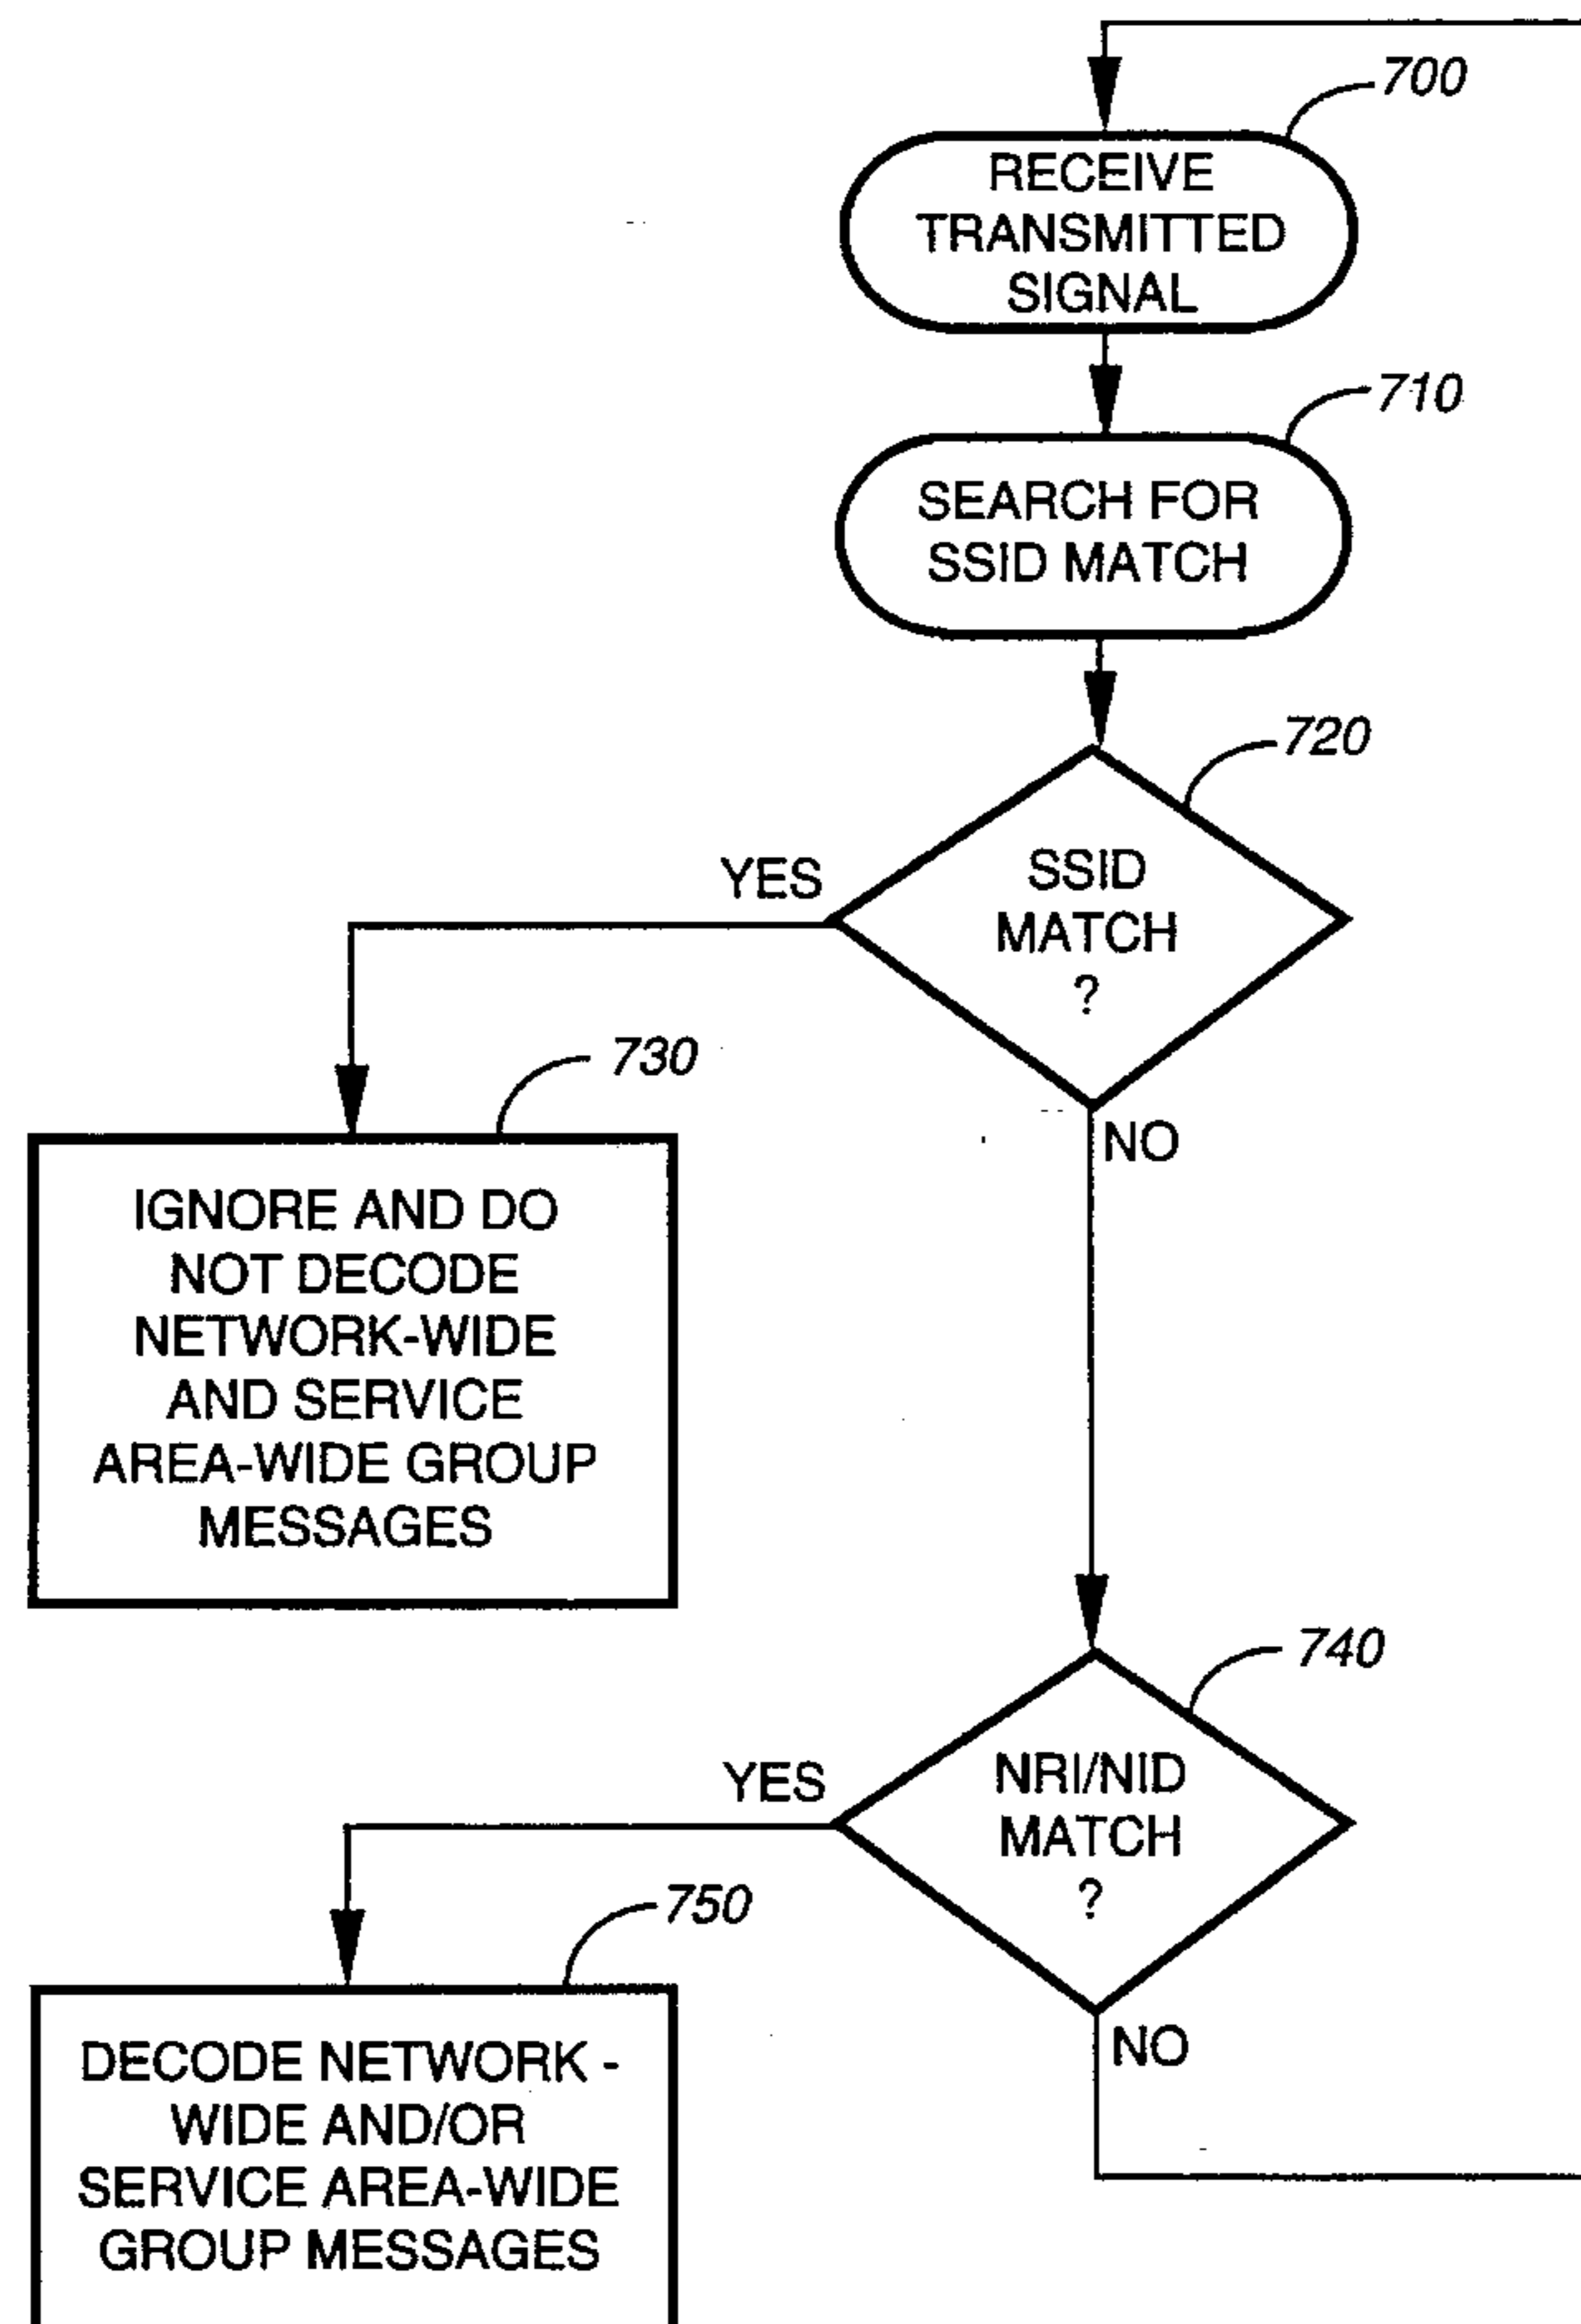 700
RECEIVE
TRANSMITTED
SIGNAL
710
SEARCH FOR
SSID MATCH
720
SSID
MATCH
?
YES
NO
730
IGNORE AND DO
NOT DECODE
NETWORK-WIDE
AND SERVICE
AREA-WIDE GROUP
MESSAGES
740
NRI/NID
MATCH
?
YES
NO
750
DECODE NETWORK -
WIDE AND/OR
SERVICE AREA-WIDE
GROUP MESSAGES